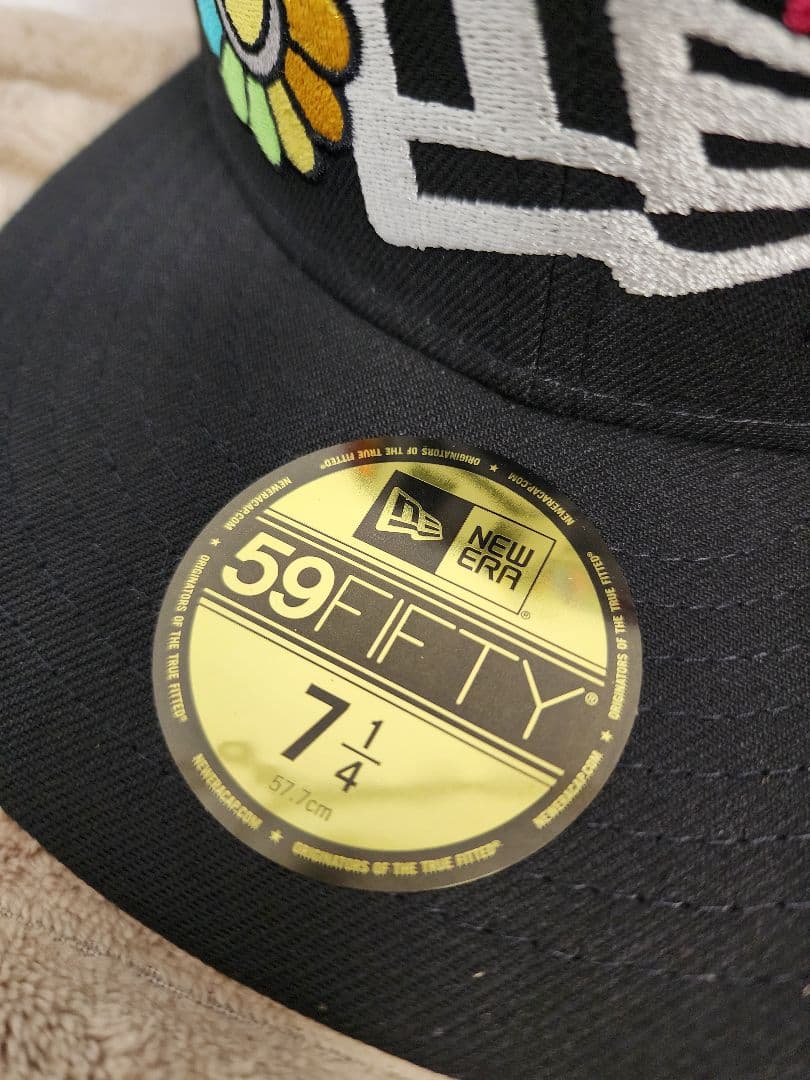 NEW ERA®
59FIFTY®
7 1/4
57.7cm
ORIGINATORS OF THE TRUE FITTED®
★
NEWERACAP.COM
ORIGINATORS OF THE TRUE FITTED®
★
NEWERACAP.COM
ORIGINATORS OF THE TRUE FITTED®
★
NEWERACAP.COM
ORIGINATORS OF THE TRUE FITTED®
★
NEWERACAP.COM